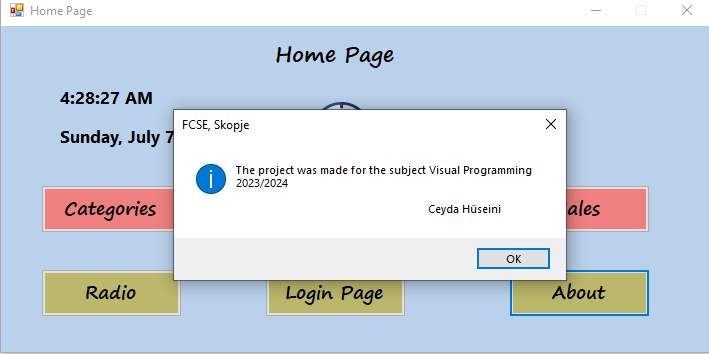 Home Page
Home Page
4:28:27 AM
Sunday, July 7
FCSE, Skopje
The project was made for the subject Visual Programming
2023/2024
Ceyda Hüseini
OK
Categories
Radio
Login Page
About